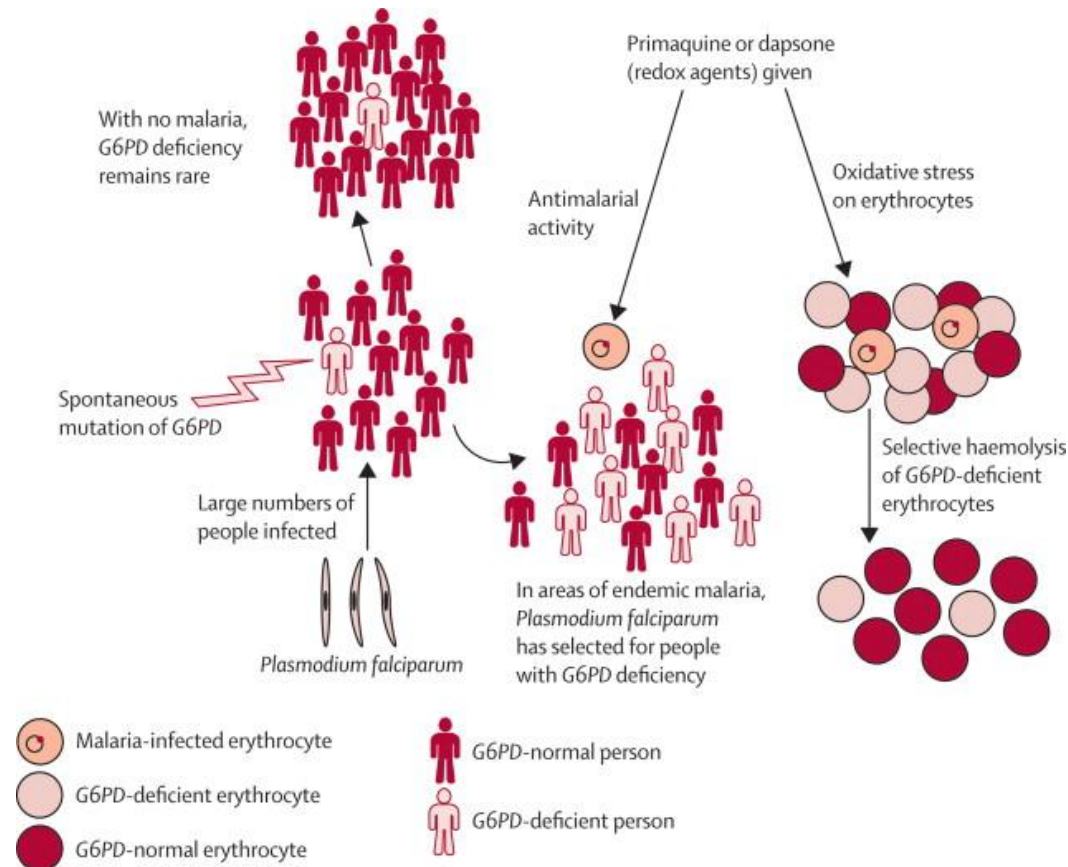 With no malaria,
G6PD deficiency
remains rare
Primaquine or dapsone
(redox agents) given
Antimalarial
activity
Oxidative stress
on erythrocytes
Spontaneous
mutation of G6PD
Large numbers of
people infected
Plasmodium falciparum
In areas of endemic malaria,
Plasmodium falciparum
has selected for people
with G6PD deficiency
Selective haemolysis
of G6PD-deficient
erythrocytes
Malaria-infected erythrocyte
G6PD-deficient erythrocyte
G6PD-normal erythrocyte
G6PD-normal person
G6PD-deficient person